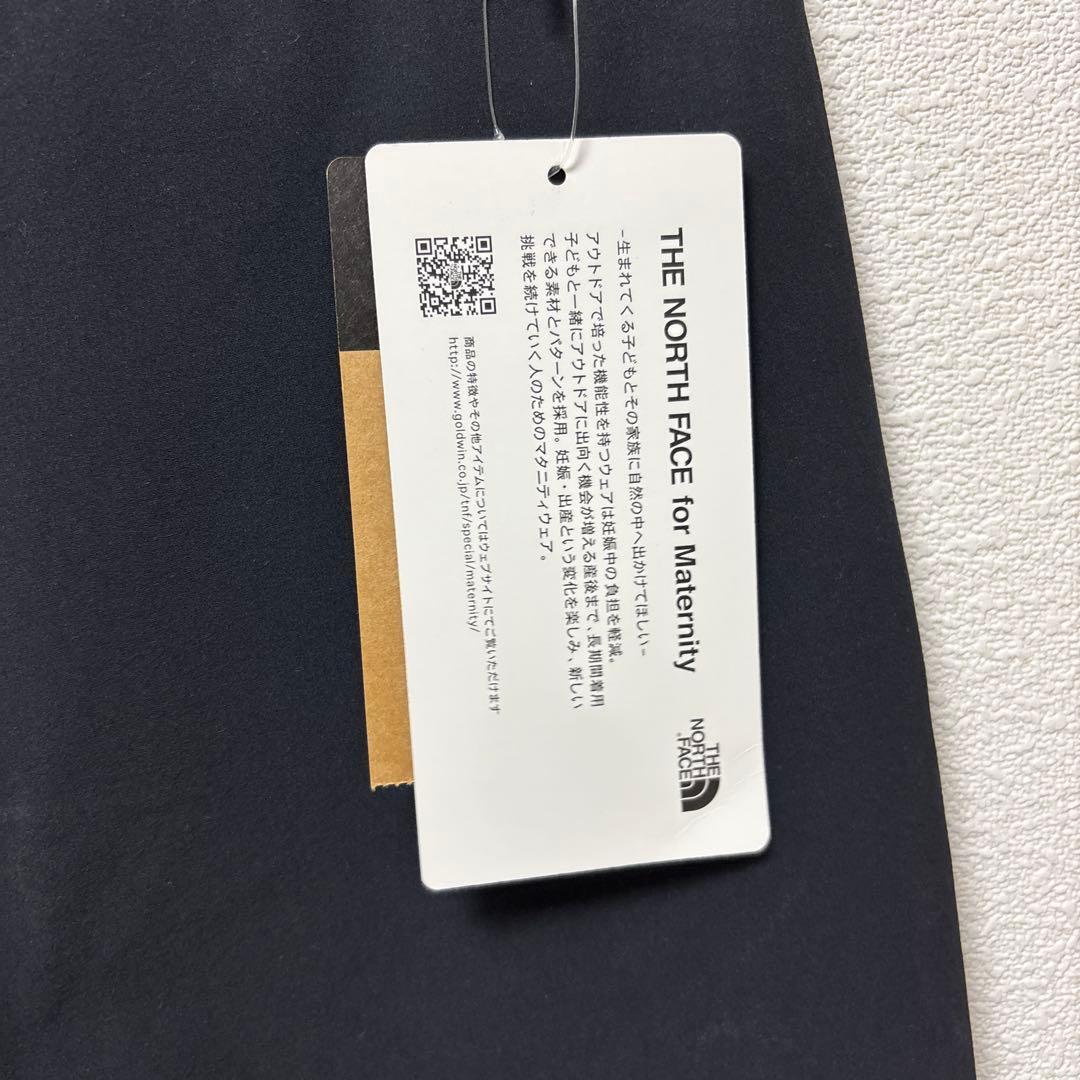 THE NORTH FACE for Maternity
-生まれてくる子どもとその家族に自然の中へ出かけてほしい-
アウトドアで培った機能性を持つウェアは妊娠中の負担を軽減。
子どもと一緒にアウトドアに出向く機会が増える産後まで、長期間着用
できる素材とパターンを採用。妊娠・出産という変化を楽しみ、新しい
挑戦を続けていく人のためのマタニティウェア。
商品の特徴やその他アイテムについてはウェブサイトにてご覧いただけます
http://www.goldwin.co.jp/tnf/special/maternity/
THE
NORTH
FACE